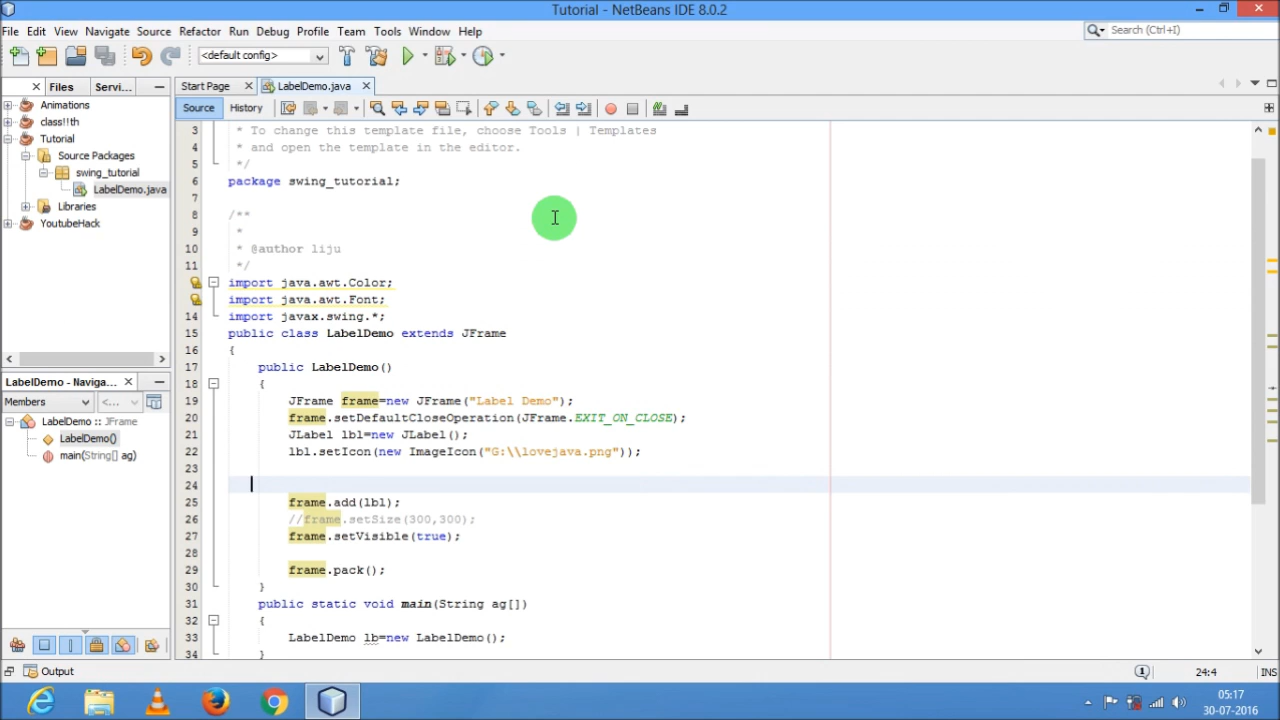 Tutorial - NetBeans IDE 8.0.2
File Edit View Navigate Source Refactor Run Debug Profile Team Tools Window Help
Search (Ctrl+I)
<default config>
Files
Servi...
Start Page
LabelDemo.java
Animations
class!!th
Tutorial
Source Packages
swing_tutorial
LabelDemo.java
Libraries
YoutubeHack
LabelDemo - Naviga...
Members
<...
LabelDemo :: JFrame
LabelDemo()
main(String[] ag)
Source History
3 * To change this template file, choose Tools | Templates
4 * and open the template in the editor.
5 */
6 package swing_tutorial;
7
8 /**
9 *
10 * @author liju
11 */
import java.awt.Color;
import java.awt.Font;
14 import javax.swing.*;
15 public class LabelDemo extends JFrame
16 {
17 public LabelDemo()
18 {
19 JFrame frame=new JFrame("Label Demo");
20 frame.setDefaultCloseOperation(JFrame.EXIT_ON_CLOSE);
21 JLabel lbl=new JLabel();
22 lbl.setIcon(new ImageIcon("G:\\lovejava.png"));
23
24
25 frame.add(lbl);
26 //frame.setSize(300,300);
27 frame.setVisible(true);
28
29 frame.pack();
30 }
31 public static void main(String ag[])
32 {
33 LabelDemo lb=new LabelDemo();
34 }
Output
1
24:4
INS
05:17
30-07-2016